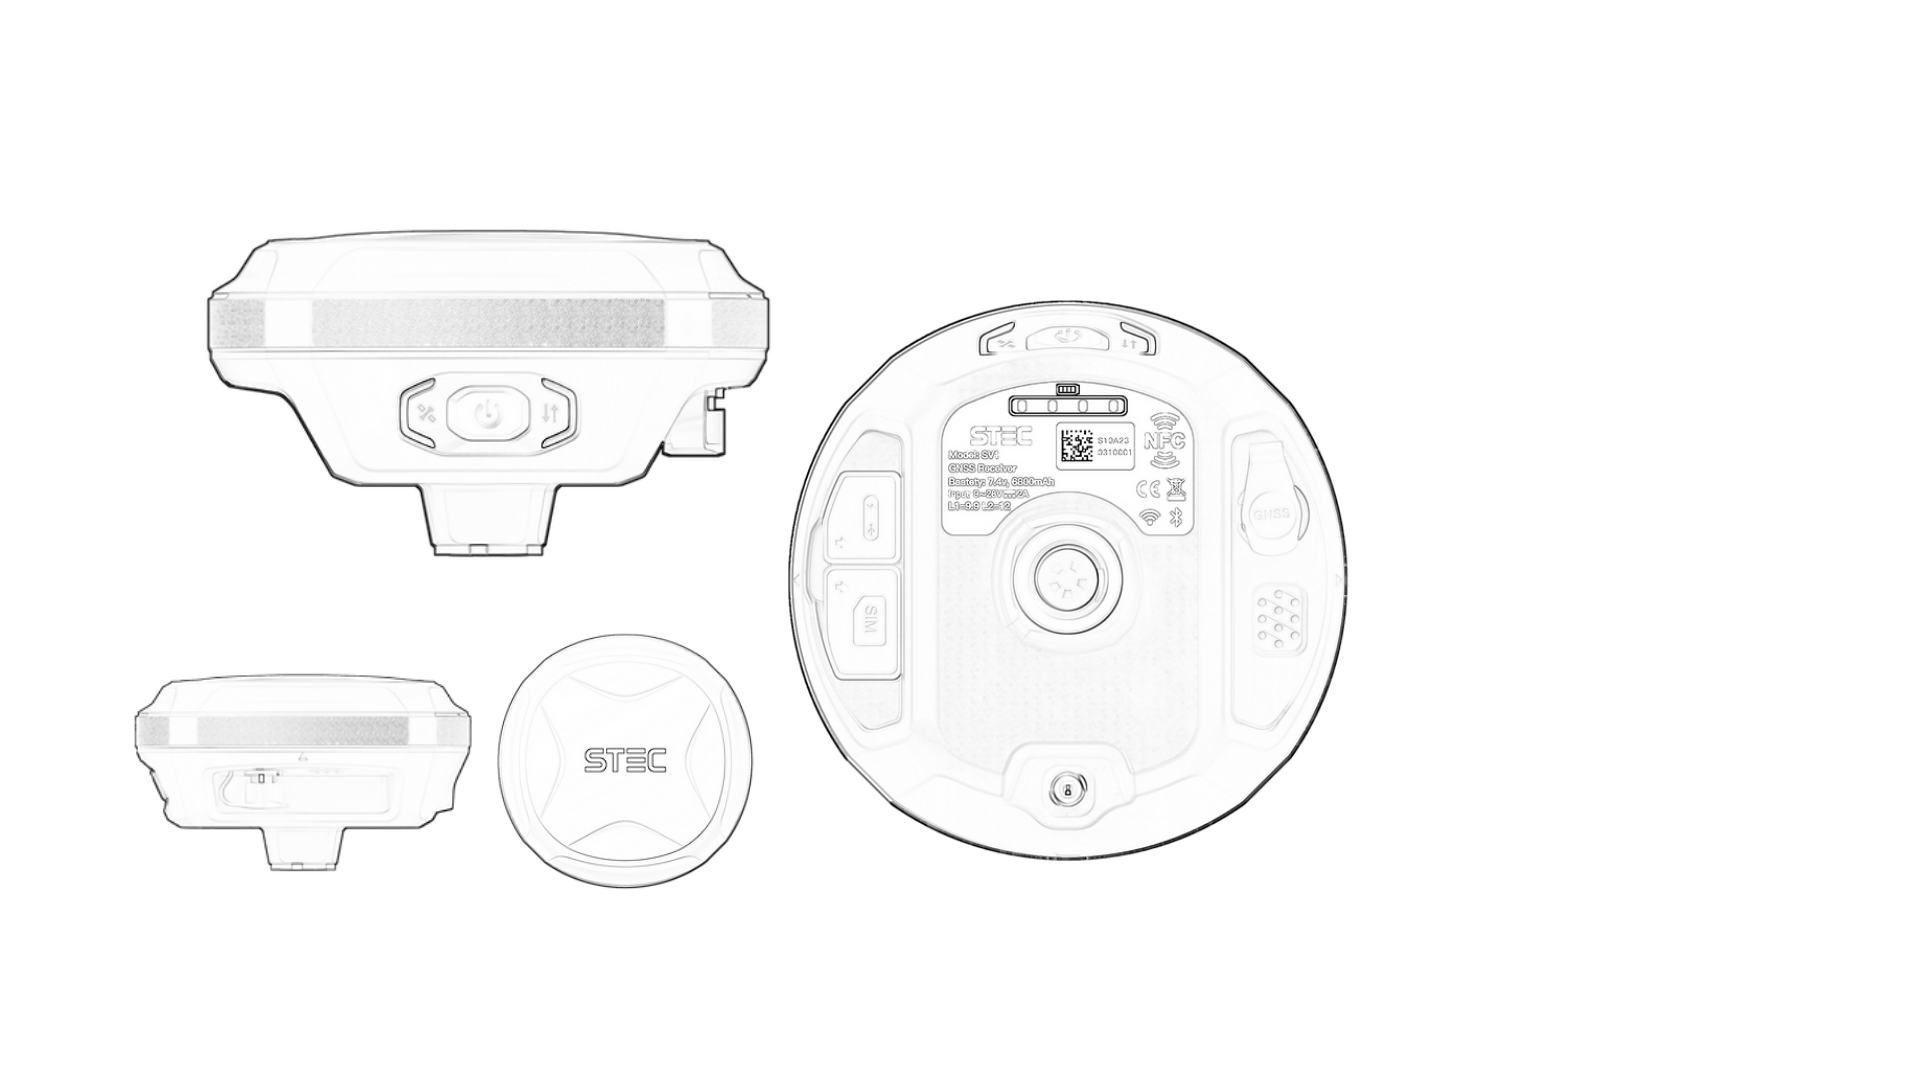 STEC
STEC
Model: SV1
GNSS Receiver
Bastety: 7.4v, 6800mAh
Input 9~28V 2A
L1=9.9 L2=12
S10A23
0310001
NFC
CE
GNSS
SIM